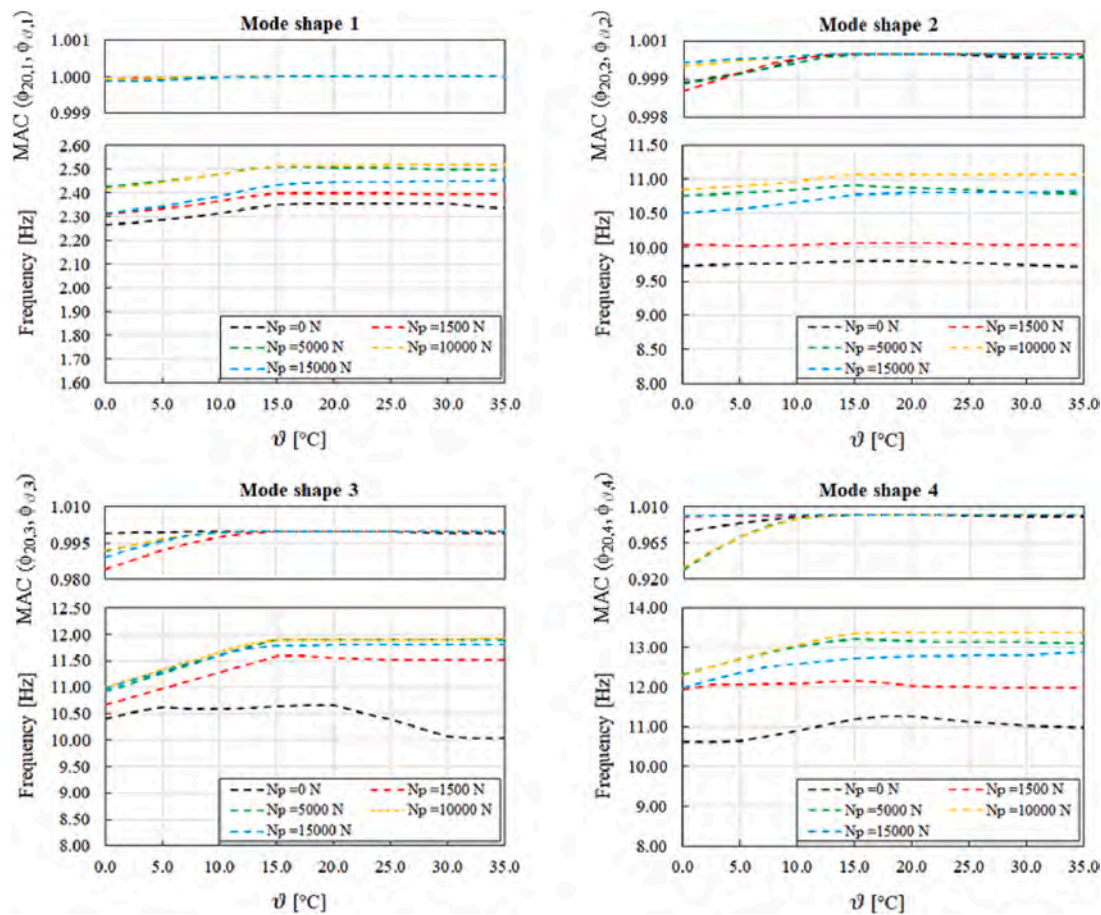 Mode shape 1
MAC (ϕ20,1, ϕϑ,1)
1.001
1.000
0.999
Frequency [Hz]
2.60
2.50
2.40
2.30
2.20
2.10
2.00
1.90
1.80
1.70
1.60
Np =0 N
Np =1500 N
Np =5000 N
Np =10000 N
Np =15000 N
0.0 5.0 10.0 15.0 20.0 25.0 30.0 35.0
ϑ [°C]
Mode shape 2
MAC (ϕ20,2, ϕϑ,2)
1.001
0.999
0.998
Frequency [Hz]
11.50
11.00
10.50
10.00
9.50
9.00
8.50
8.00
Np =0 N
Np =1500 N
Np =5000 N
Np =10000 N
Np =15000 N
0.0 5.0 10.0 15.0 20.0 25.0 30.0 35.0
ϑ [°C]
Mode shape 3
MAC (ϕ20,3, ϕϑ,3)
1.010
0.995
0.980
Frequency [Hz]
12.50
12.00
11.50
11.00
10.50
10.00
9.50
9.00
8.50
8.00
Np =0 N
Np =1500 N
Np =5000 N
Np =10000 N
Np =15000 N
0.0 5.0 10.0 15.0 20.0 25.0 30.0 35.0
ϑ [°C]
Mode shape 4
MAC (ϕ20,4, ϕϑ,4)
1.010
0.965
0.920
Frequency [Hz]
14.00
13.00
12.00
11.00
10.00
9.00
8.00
Np =0 N
Np =1500 N
Np =5000 N
Np =10000 N
Np =15000 N
0.0 5.0 10.0 15.0 20.0 25.0 30.0 35.0
ϑ [°C]